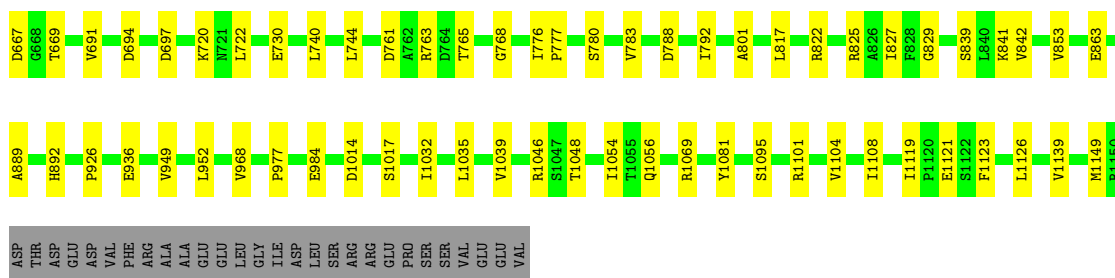 D667 G668 T669 V691 D694 D697 K720 N721 L722 E730 L740 L744 D761 A762 R763 D764 T765 G768 I776 P777 S780 V783 D788 I792 A801 L817 R822 R825 A826 I827 F828 G829 S839 L840 K841 V842 V853 E863
A889 H892 P926 E936 V949 L952 V968 P977 E984 D1014 S1017 I1032 L1035 V1039 R1046 S1047 T1048 I1054 T1055 Q1056 R1069 Y1081 S1095 R1101 V1104 I1108 I1119 P1120 E1121 S1122 F1123 L1126 V1139 M1149 R1150
ASP THR ASP GLU ASP VAL PHE ARG ALA ALA GLU GLU LEU GLY ILE ASP LEU SER ARG ARG GLU PRO SER SER VAL GLU GLU VAL